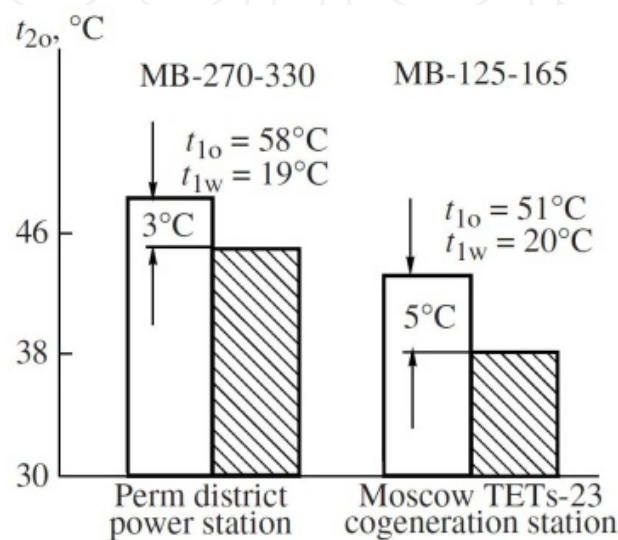 t2o, °C
MB-270-330
MB-125-165
t1o = 58°C
t1w = 19°C
t1o = 51°C
t1w = 20°C
46
3°C
5°C
38
30
Perm district
power station
Moscow TETs-23
cogeneration station